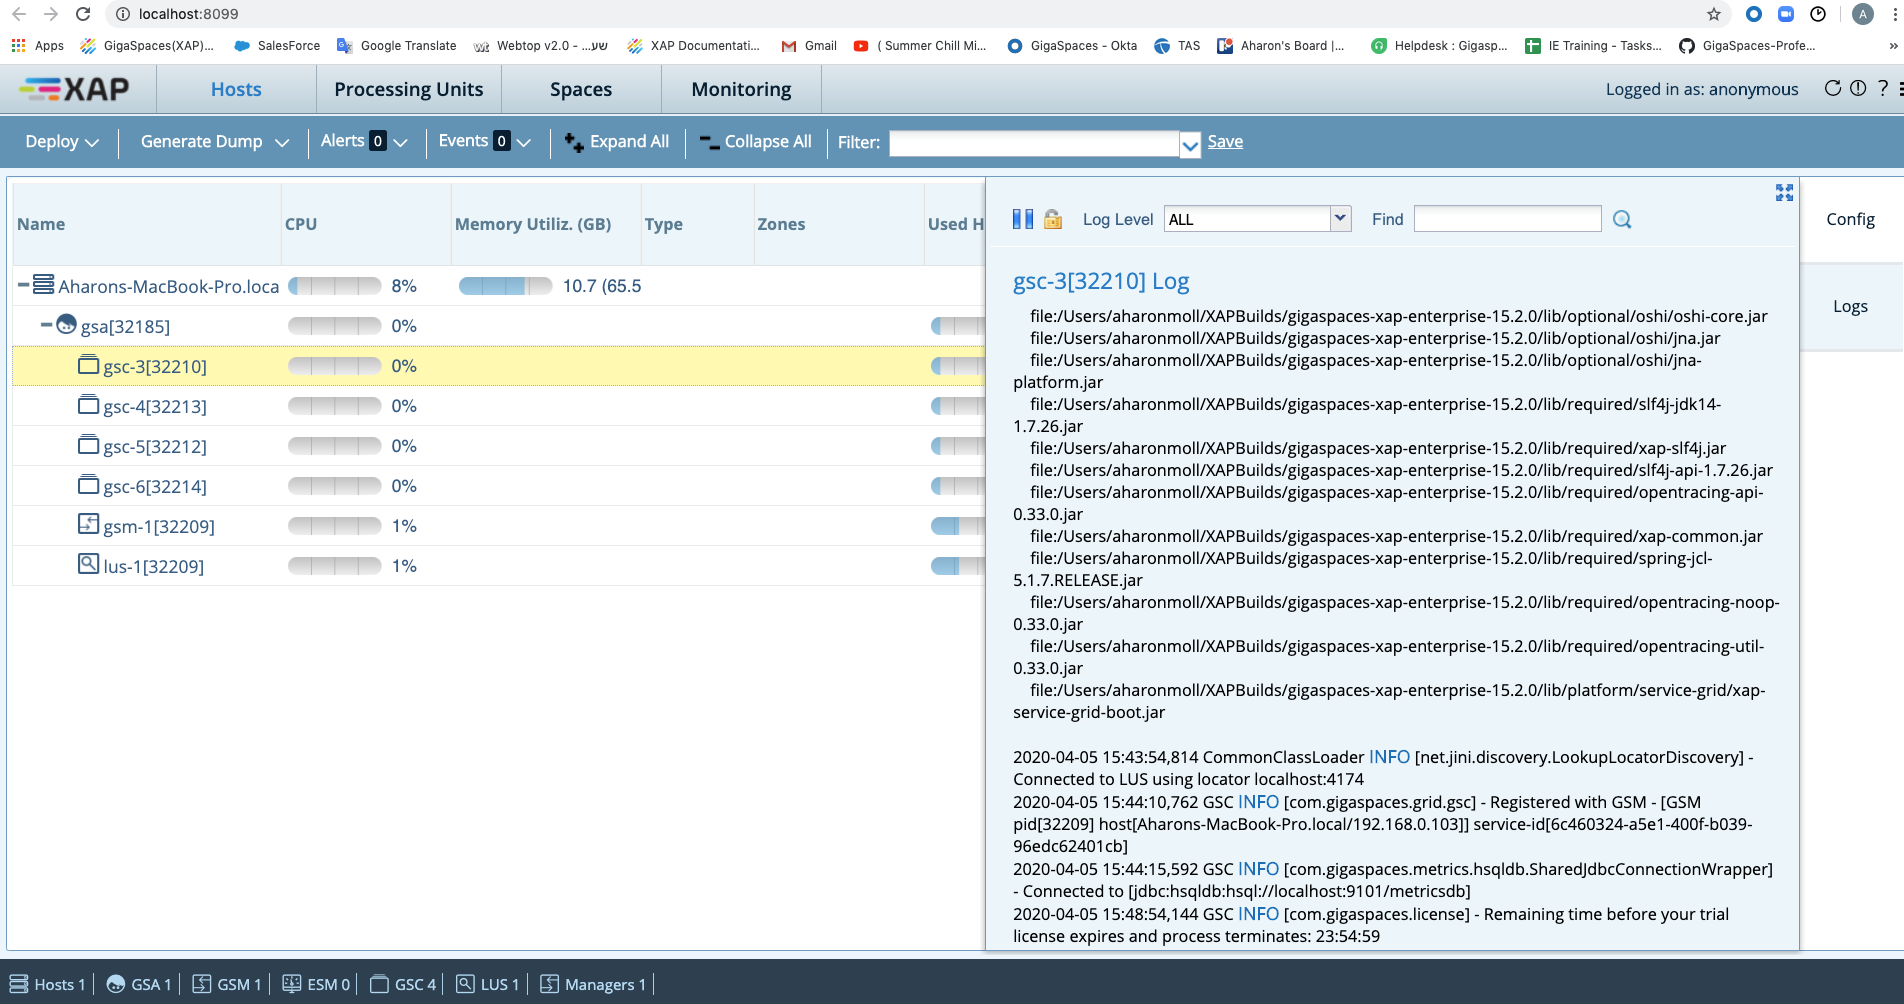 localhost:8099
A
Apps
GigaSpaces(XAP)...
SalesForce
Google Translate
Webtop v2.0 - ...שע
XAP Documentati...
Gmail
( Summer Chill Mi...
GigaSpaces - Okta
TAS
Aharon's Board |...
Helpdesk : Gigasp...
IE Training - Tasks...
GigaSpaces-Profe...
»
XAP
Hosts
Processing Units
Spaces
Monitoring
Logged in as: anonymous
?
Deploy
Generate Dump
Alerts 0
Events 0
Expand All
Collapse All
Filter:
Save
Name
CPU
Memory Utiliz. (GB)
Type
Zones
Used H
Aharons-MacBook-Pro.loca
8%
10.7 (65.5
gsa[32185]
0%
gsc-3[32210]
0%
gsc-4[32213]
0%
gsc-5[32212]
0%
gsc-6[32214]
0%
gsm-1[32209]
1%
lus-1[32209]
1%
Log Level
ALL
Find
Config
Logs
gsc-3[32210] Log
file:/Users/aharonmoll/XAPBuilds/gigaspaces-xap-enterprise-15.2.0/lib/optional/oshi/oshi-core.jar
file:/Users/aharonmoll/XAPBuilds/gigaspaces-xap-enterprise-15.2.0/lib/optional/oshi/jna.jar
file:/Users/aharonmoll/XAPBuilds/gigaspaces-xap-enterprise-15.2.0/lib/optional/oshi/jna-
platform.jar
file:/Users/aharonmoll/XAPBuilds/gigaspaces-xap-enterprise-15.2.0/lib/required/slf4j-jdk14-
1.7.26.jar
file:/Users/aharonmoll/XAPBuilds/gigaspaces-xap-enterprise-15.2.0/lib/required/xap-slf4j.jar
file:/Users/aharonmoll/XAPBuilds/gigaspaces-xap-enterprise-15.2.0/lib/required/slf4j-api-1.7.26.jar
file:/Users/aharonmoll/XAPBuilds/gigaspaces-xap-enterprise-15.2.0/lib/required/opentracing-api-
0.33.0.jar
file:/Users/aharonmoll/XAPBuilds/gigaspaces-xap-enterprise-15.2.0/lib/required/xap-common.jar
file:/Users/aharonmoll/XAPBuilds/gigaspaces-xap-enterprise-15.2.0/lib/required/spring-jcl-
5.1.7.RELEASE.jar
file:/Users/aharonmoll/XAPBuilds/gigaspaces-xap-enterprise-15.2.0/lib/required/opentracing-noop-
0.33.0.jar
file:/Users/aharonmoll/XAPBuilds/gigaspaces-xap-enterprise-15.2.0/lib/required/opentracing-util-
0.33.0.jar
file:/Users/aharonmoll/XAPBuilds/gigaspaces-xap-enterprise-15.2.0/lib/platform/service-grid/xap-
service-grid-boot.jar
2020-04-05 15:43:54,814 CommonClassLoader INFO [net.jini.discovery.LookupLocatorDiscovery] -
Connected to LUS using locator localhost:4174
2020-04-05 15:44:10,762 GSC INFO [com.gigaspaces.grid.gsc] - Registered with GSM - [GSM
pid[32209] host[Aharons-MacBook-Pro.local/192.168.0.103]] service-id[6c460324-a5e1-400f-b039-
96edc62401cb]
2020-04-05 15:44:15,592 GSC INFO [com.gigaspaces.metrics.hsqldb.SharedJdbcConnectionWrapper]
- Connected to [jdbc:hsqldb:hsql://localhost:9101/metricsdb]
2020-04-05 15:48:54,144 GSC INFO [com.gigaspaces.license] - Remaining time before your trial
license expires and process terminates: 23:54:59
Hosts 1
GSA 1
GSM 1
ESM 0
GSC 4
LUS 1
Managers 1